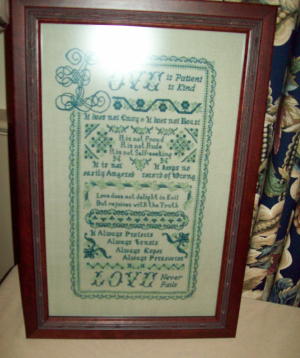 LOVE is Patient
is Kind
It does not Envy It does not Boast
It is not Proud
It is not Rude
It is not Self-seeking
It is not It keeps no
easily Angered record of Wrong
Love does not delight in Evil
But rejoices with the Truth
It Always Protects
Always Trusts
Always Hopes
Always Perseveres
LOVE Never
Fails